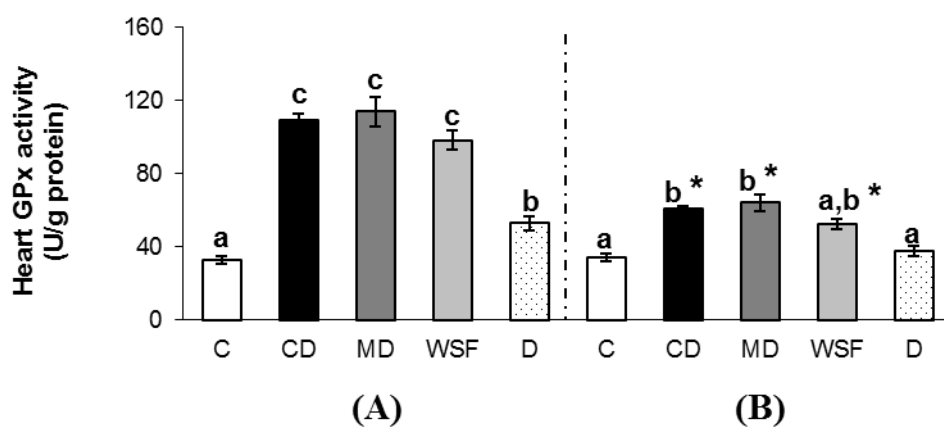 Heart GPx activity
(U/g protein)
160
120
80
40
0
a
c
c
c
b
a
b *
b *
a,b *
a
C CD MD WSF D C CD MD WSF D
(A) (B)